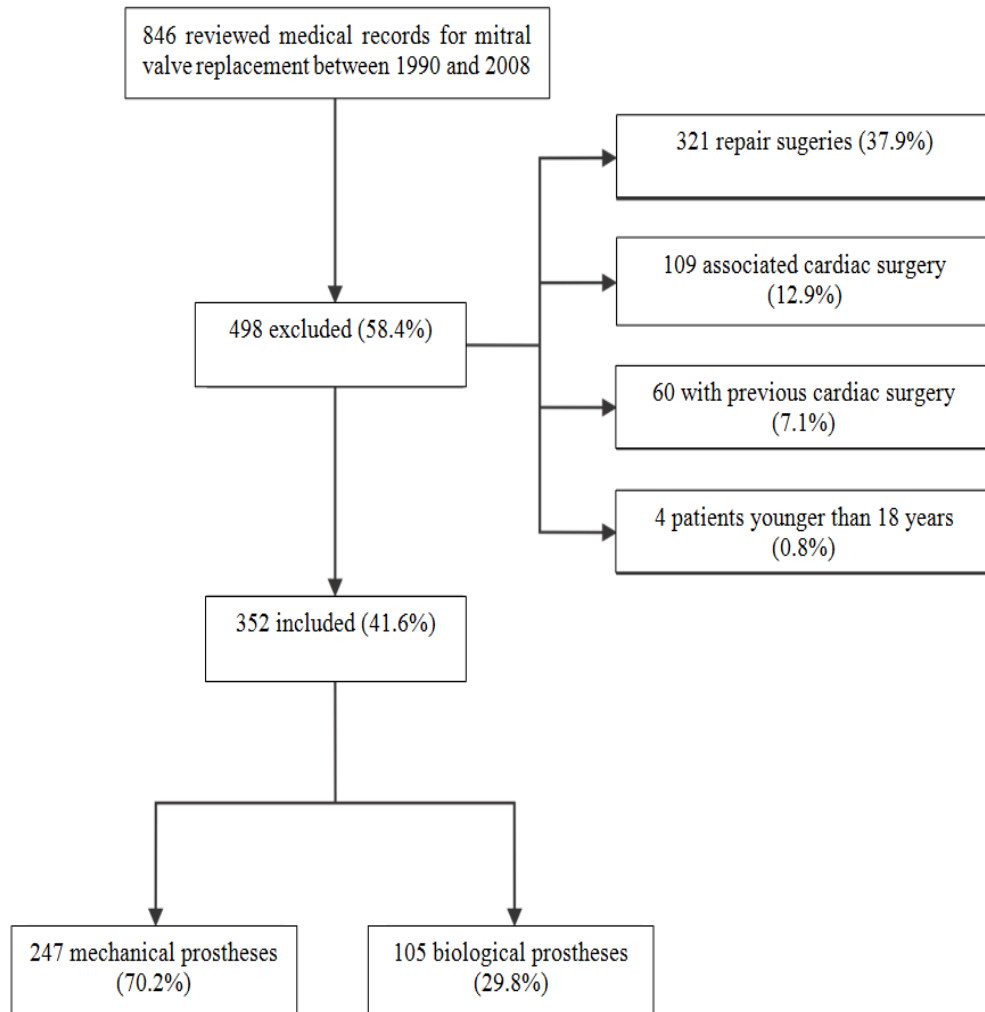 846 reviewed medical records for mitral
valve replacement between 1990 and 2008
321 repair sugeries (37.9%)
109 associated cardiac surgery
(12.9%)
498 excluded (58.4%)
60 with previous cardiac surgery
(7.1%)
4 patients younger than 18 years
(0.8%)
352 included (41.6%)
247 mechanical prostheses
(70.2%)
105 biological prostheses
(29.8%)